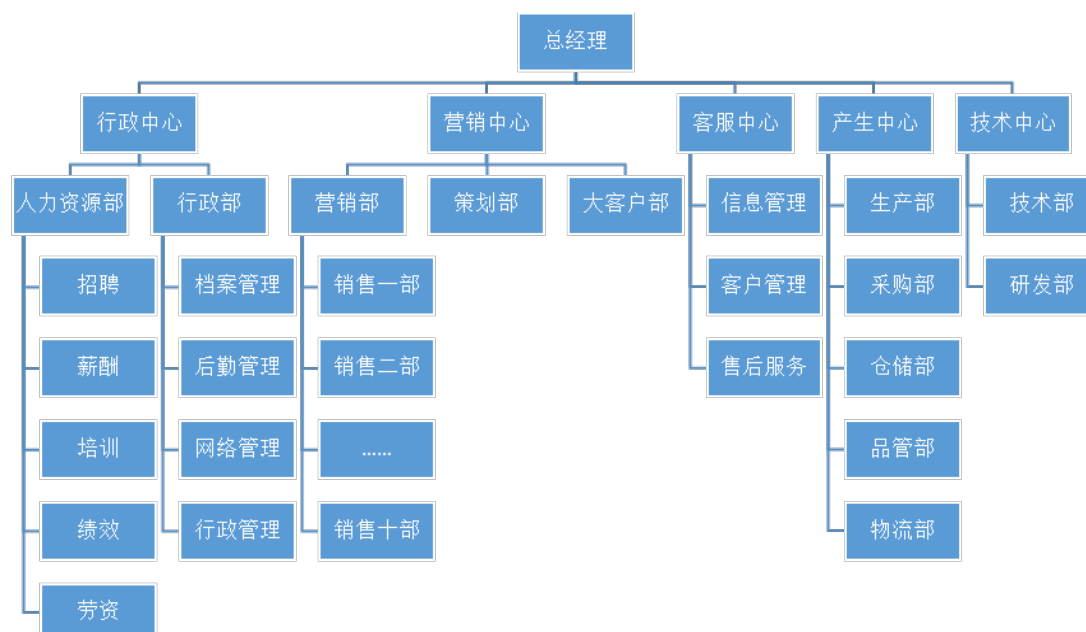 总经理
行政中心
营销中心
客服中心
产生中心
技术中心
人力资源部
行政部
营销部
策划部
大客户部
信息管理
生产部
技术部
招聘
档案管理
销售一部
客户管理
采购部
研发部
薪酬
后勤管理
销售二部
售后服务
仓储部
培训
网络管理
......
品管部
绩效
行政管理
销售十部
物流部
劳资